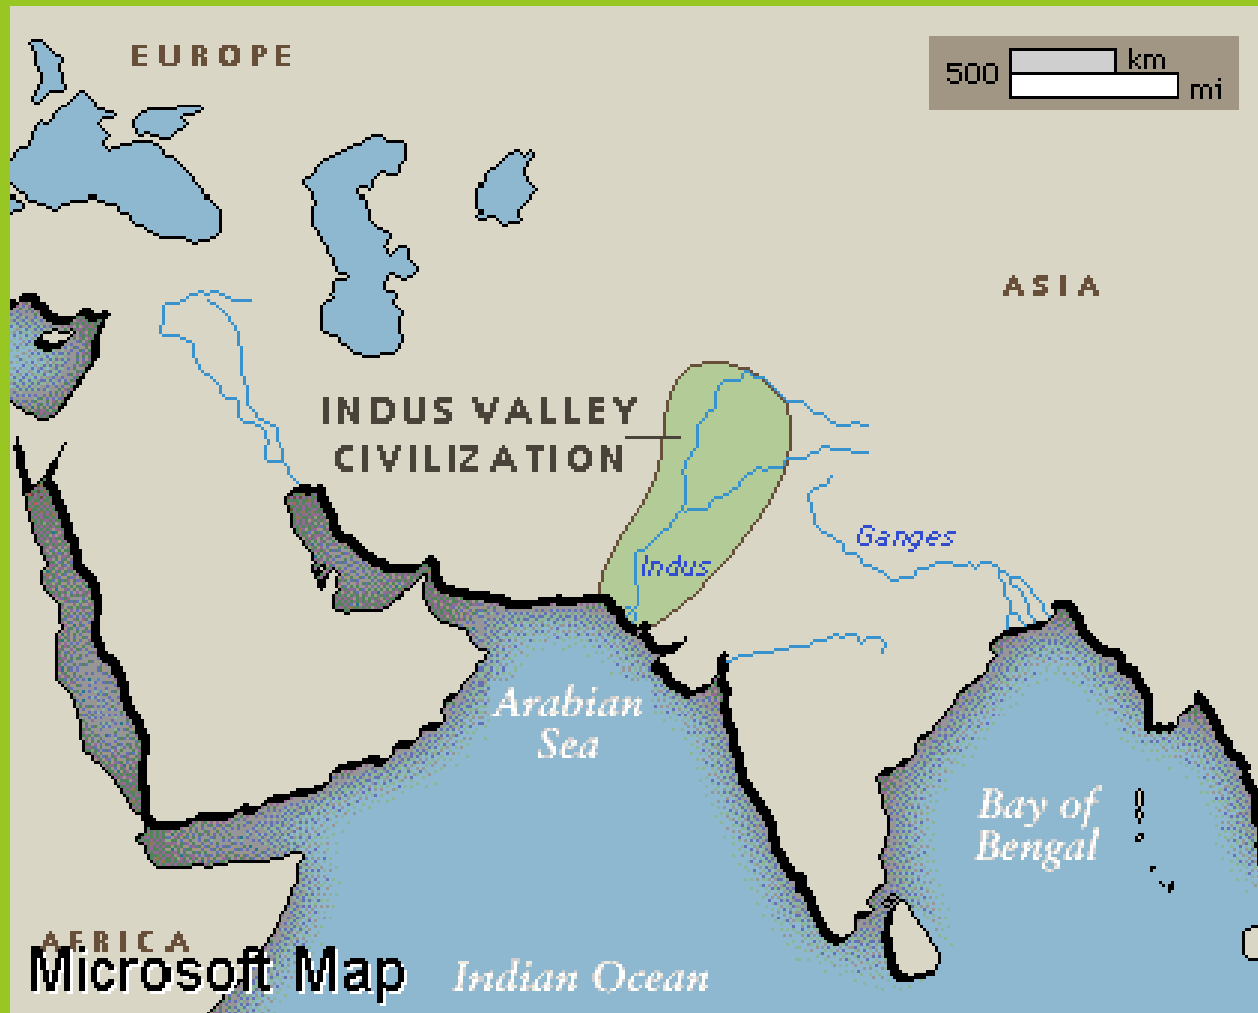 EUROPE
500 km
mi
ASIA
INDUS VALLEY
CIVILIZATION
Ganges
Indus
Arabian
Sea
Bay of
Bengal
AFRICA
Microsoft Map
Indian Ocean